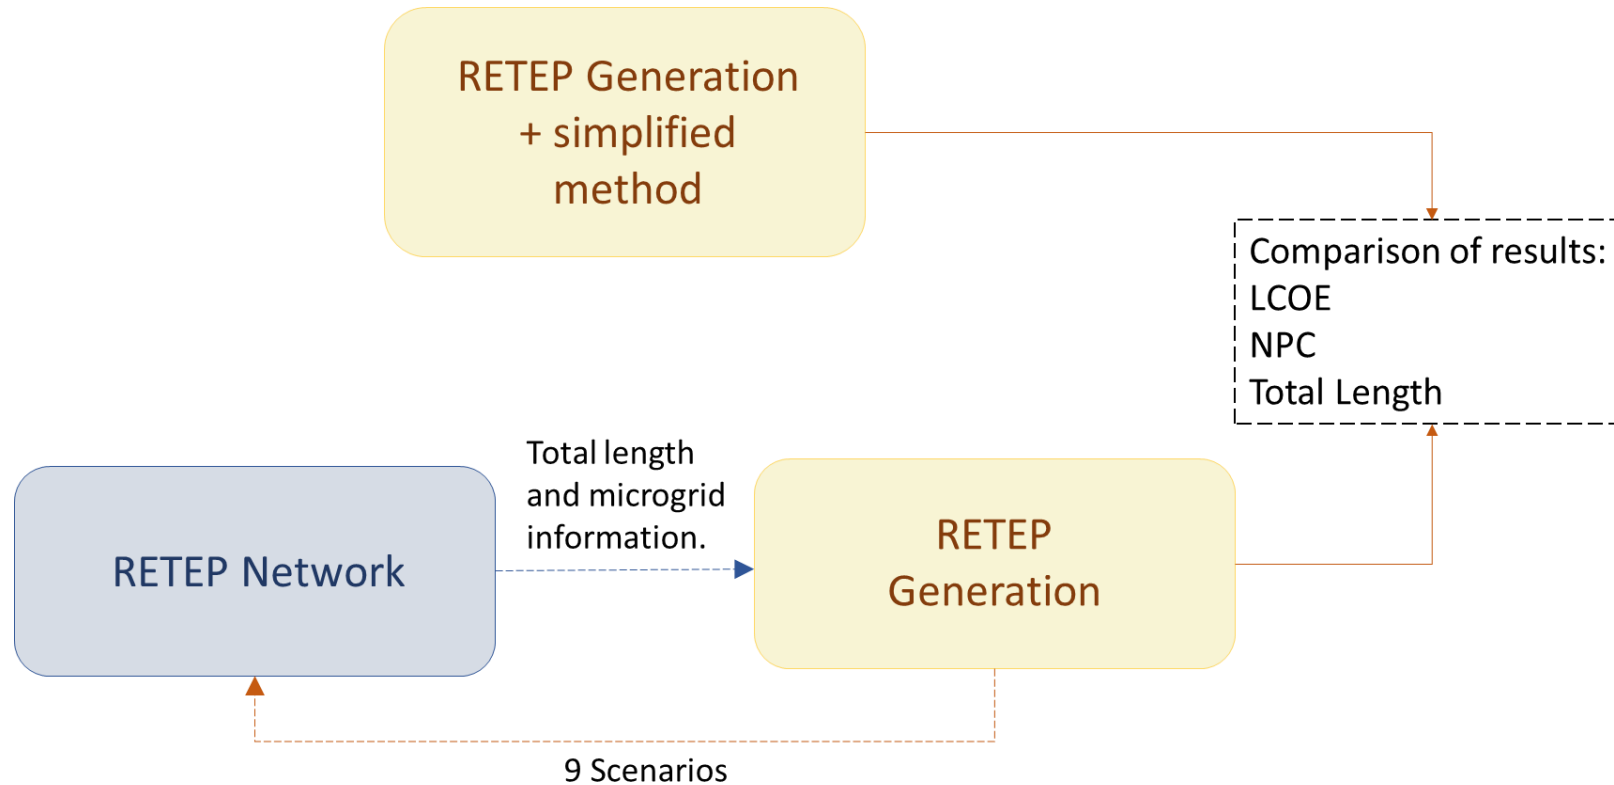 RETEP Generation
+ simplified
method
Comparison of results:
LCOE
NPC
Total Length
Total length
and microgrid
information.
RETEP Network
RETEP
Generation
9 Scenarios